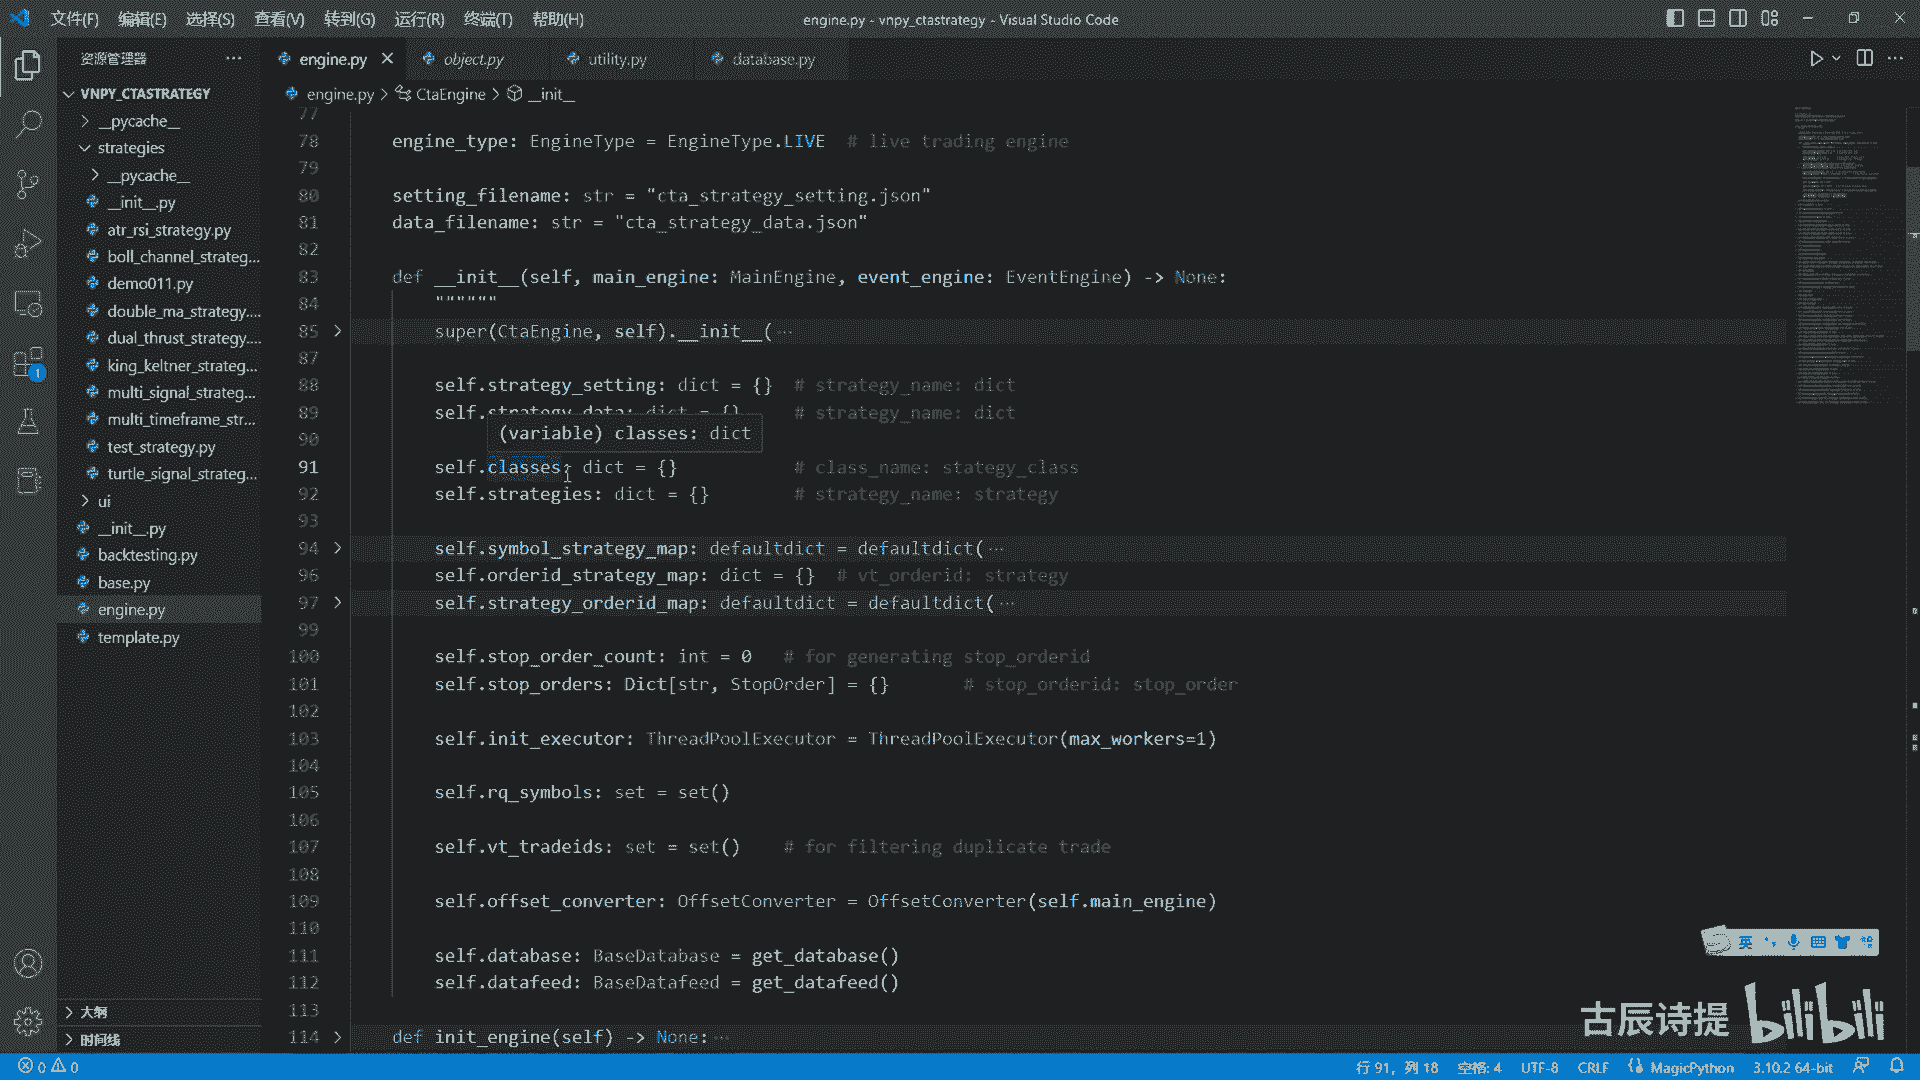 文件(F) 编辑(E) 选择(S) 查看(V) 转到(G) 运行(R) 终端(T) 帮助(H)
engine.py - vnpy_ctastrategy - Visual Studio Code
资源管理器
VNPY_CTASTRATEGY
__pycache__
strategies
__pycache__
__init__.py
atr_rsi_strategy.py
boll_channel_strateg...
demo011.py
double_ma_strategy....
dual_thrust_strategy....
king_keltner_strateg...
multi_signal_strateg...
multi_timeframe_str...
test_strategy.py
turtle_signal_strateg...
ui
__init__.py
backtesting.py
base.py
engine.py
template.py
大纲
时间线
1
engine.py object.py utility.py database.py
engine.py > CtaEngine > __init__
77
78 engine_type: EngineType = EngineType.LIVE # live trading engine
79
80 setting_filename: str = "cta_strategy_setting.json"
81 data_filename: str = "cta_strategy_data.json"
82
83 def __init__(self, main_engine: MainEngine, event_engine: EventEngine) -> None:
84 """"""
85 super(CtaEngine, self).__init__(…
87
88 self.strategy_setting: dict = {} # strategy_name: dict
89 self.strategy_data: dict = {} # strategy_name: dict
(variable) classes: dict
90
91 self.classes: dict = {} # class_name: stategy_class
92 self.strategies: dict = {} # strategy_name: strategy
93
94 self.symbol_strategy_map: defaultdict = defaultdict(…
96 self.orderid_strategy_map: dict = {} # vt_orderid: strategy
97 self.strategy_orderid_map: defaultdict = defaultdict(…
99
100 self.stop_order_count: int = 0 # for generating stop_orderid
101 self.stop_orders: Dict[str, StopOrder] = {} # stop_orderid: stop_order
102
103 self.init_executor: ThreadPoolExecutor = ThreadPoolExecutor(max_workers=1)
104
105 self.rq_symbols: set = set()
106
107 self.vt_tradeids: set = set() # for filtering duplicate trade
108
109 self.offset_converter: OffsetConverter = OffsetConverter(self.main_engine)
110
111 self.database: BaseDatabase = get_database()
112 self.datafeed: BaseDatafeed = get_datafeed()
113
114 def init_engine(self) -> None:…
英
古辰诗提 bilibili
0 0
行 91，列 18 空格: 4 UTF-8 CRLF MagicPython 3.10.2 64-bit